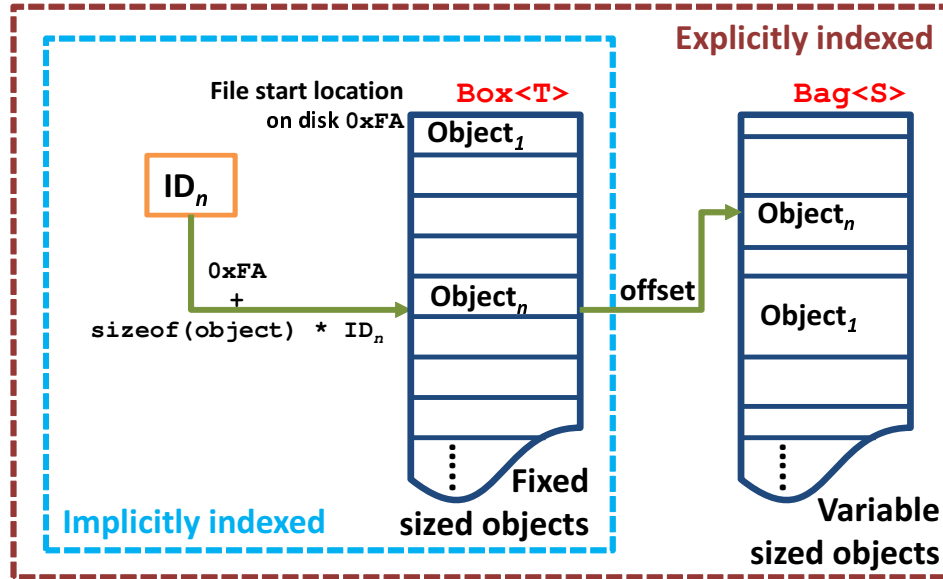 Explicitly indexed
File start location
on disk 0xFA
Box<T>
Bag<S>
Object1
IDn
Objectn
0xFA
+
sizeof(object) * IDn
Objectn
offset
Object1
Fixed
sized objects
Implicitly indexed
Variable
sized objects